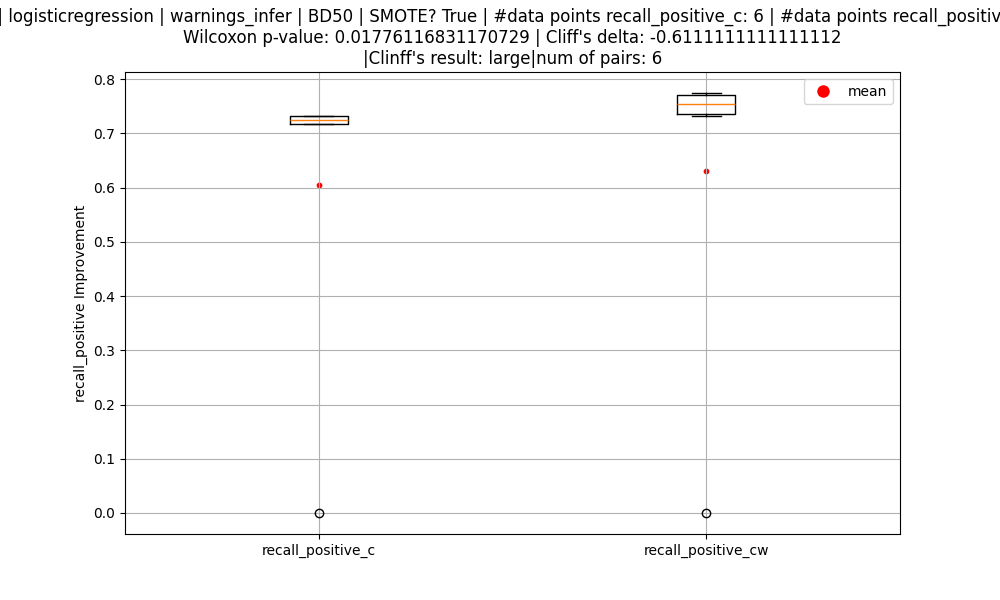 | logisticregression | warnings_infer | BD50 | SMOTE? True | #data points recall_positive_c: 6 | #data points
Wilcoxon p-value: 0.01776116831170729 | Cliff's delta: -0.6111111111111112
|Clinff's result: large|num of pairs: 6
0.8
mean
0.7
0.6
0.5
0.4
0.3
0.2
0.1
0.0
recall_positive Improvement
recall_positive_c
recall_positive_cw